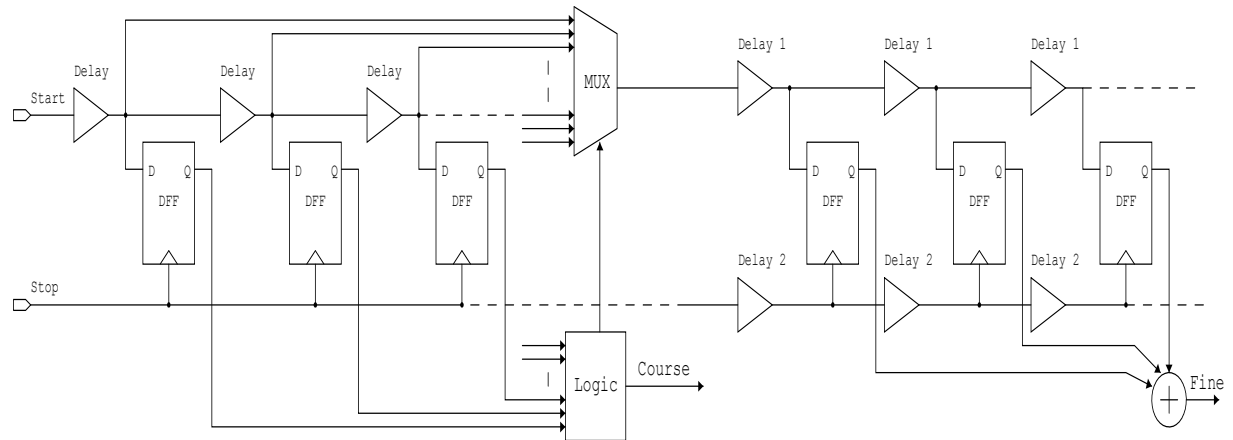 Delay 1 Delay 1 Delay 1
Delay Delay Delay
MUX
Start
D Q D Q D Q
DFF DFF DFF
D Q D Q D Q
DFF DFF DFF
Delay 2 Delay 2 Delay 2
Stop
Logic
Course
Fine